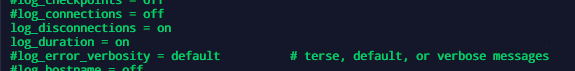 #log_checkpoints = off
#log_connections = off
log_disconnections = on
log_duration = on
#log_error_verbosity = default # terse, default, or verbose messages
#log_hostname = off